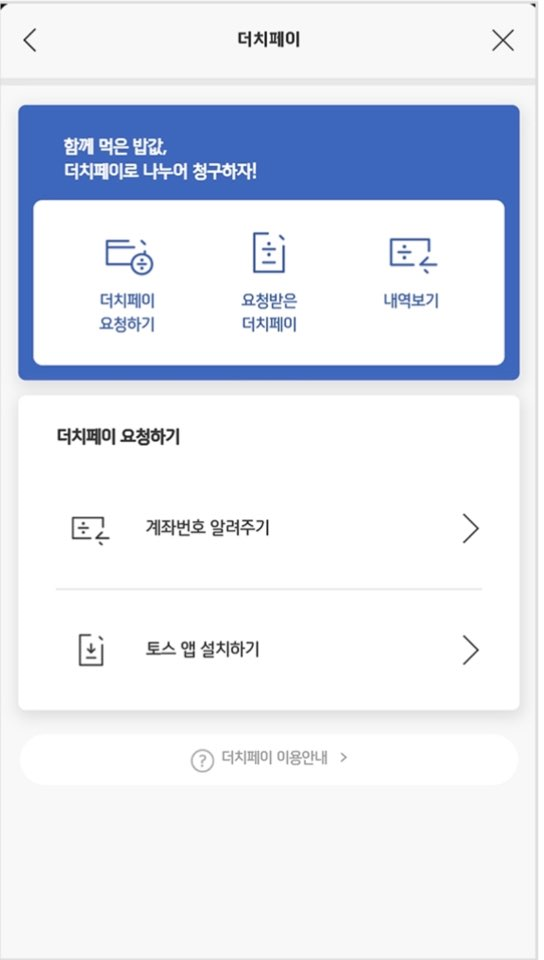 더치페이
함께 먹은 밥값,
더치페이로 나누어 청구하자!
더치페이
요청하기
요청받은
더치페이
내역보기
더치페이 요청하기
계좌번호 알려주기
토스 앱 설치하기
? 더치페이 이용안내 >